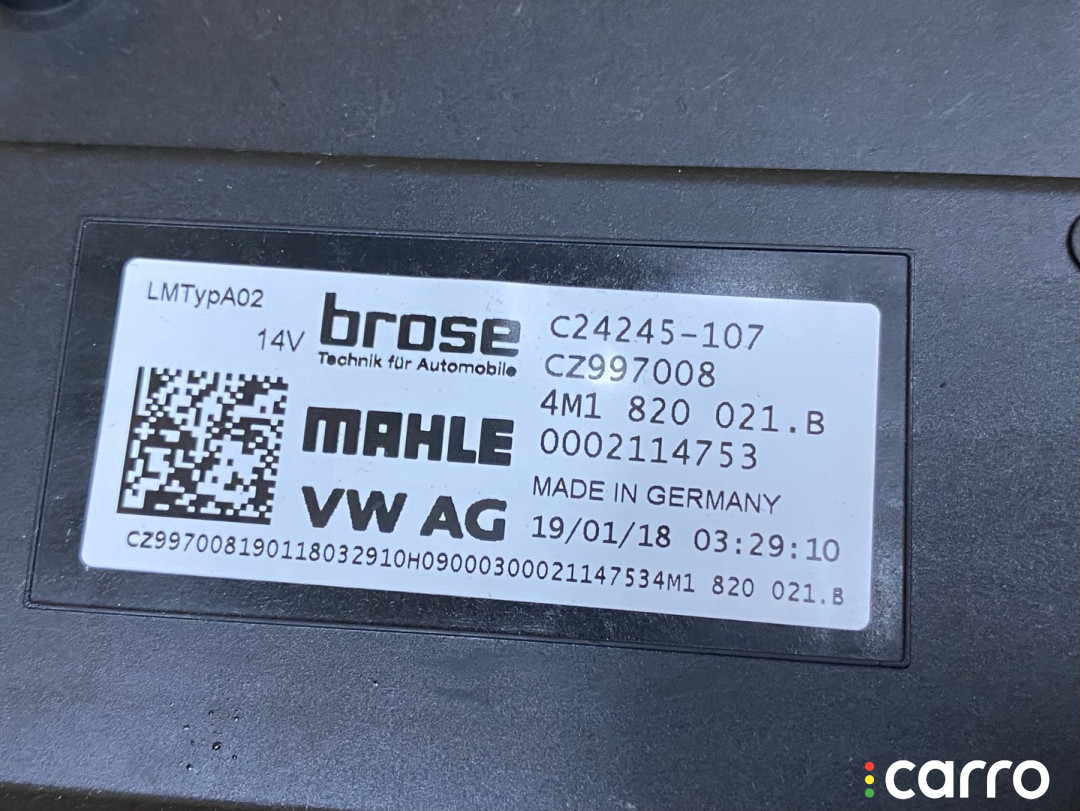 LMTypA02
14V
brose
Technik für Automobile
MAHLE
VW AG
C24245-107
CZ997008
4M1 820 021.B
0002114753
MADE IN GERMANY
19/01/18 03:29:10
CZ997008190118032910H09000300021147534M1 820 021.B
carro